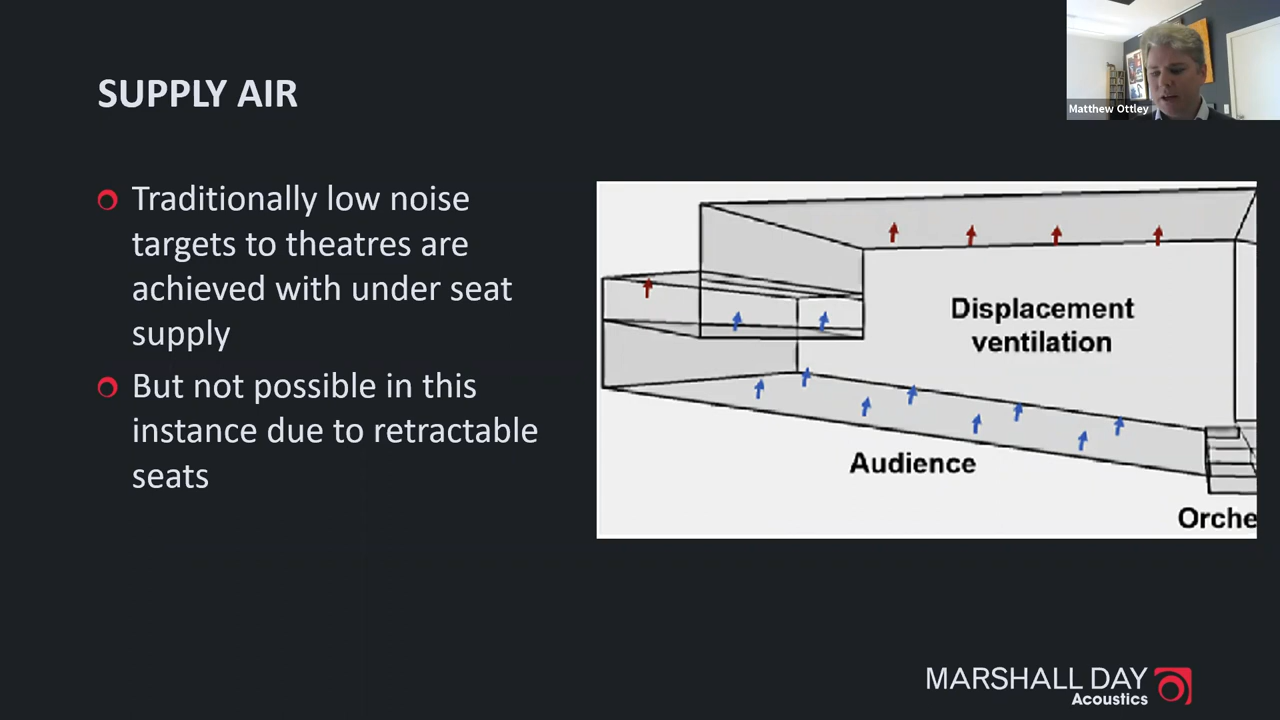 SUPPLY AIR
Matthew Ottley
Traditionally low noise
targets to theatres are
achieved with under seat
supply
But not possible in this
instance due to retractable
seats
Displacement
ventilation
Audience
Orche
MARSHALL DAY
Acoustics